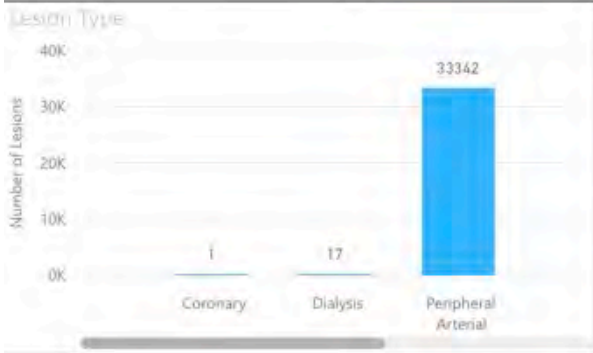 Lesion Type
40K
33342
30K
20K
10K
0K
Number of Lesions
1
17
Coronary
Dialysis
Peripheral
Arterial